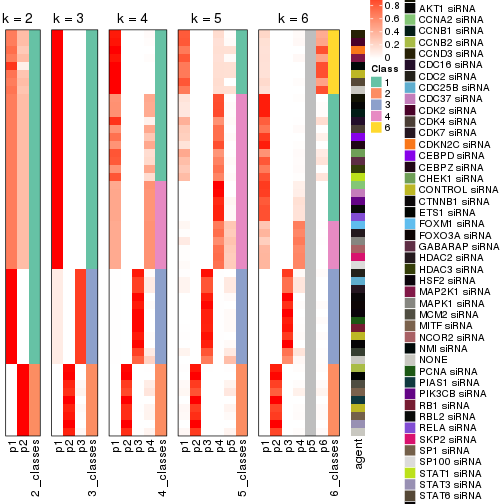 k = 2 k = 3 k = 4 k = 5 k = 6
0.8
0.6
0.4
0.2
0
Class
1
2
3
4
6
AKT1 siRNA
CCNA2 siRNA
CCNB1 siRNA
CCNB2 siRNA
CCND3 siRNA
CDC16 siRNA
CDC2 siRNA
CDC25B siRNA
CDC37 siRNA
CDK2 siRNA
CDK4 siRNA
CDK7 siRNA
CDKN2C siRNA
CEBPD siRNA
CEBPZ siRNA
CHEK1 siRNA
CONTROL siRNA
CTNNB1 siRNA
ETS1 siRNA
FOXM1 siRNA
FOXO3A siRNA
GABARAP siRNA
HDAC2 siRNA
HDAC3 siRNA
HSF2 siRNA
MAP2K1 siRNA
MAPK1 siRNA
MCM2 siRNA
MITF siRNA
NCOR2 siRNA
NMI siRNA
NONE
PCNA siRNA
PIAS1 siRNA
PIK3CB siRNA
RB1 siRNA
RBL2 siRNA
RELA siRNA
SKP2 siRNA
SP1 siRNA
SP100 siRNA
STAT1 siRNA
STAT3 siRNA
STAT6 siRNA
p1 p2 2_classes
p1 p2 p3 3_classes
p1 p2 p3 p4 4_classes
p1 p2 p3 p4 p5 5_classes
p1 p2 p3 p4 p5 p6 6_classes
agent